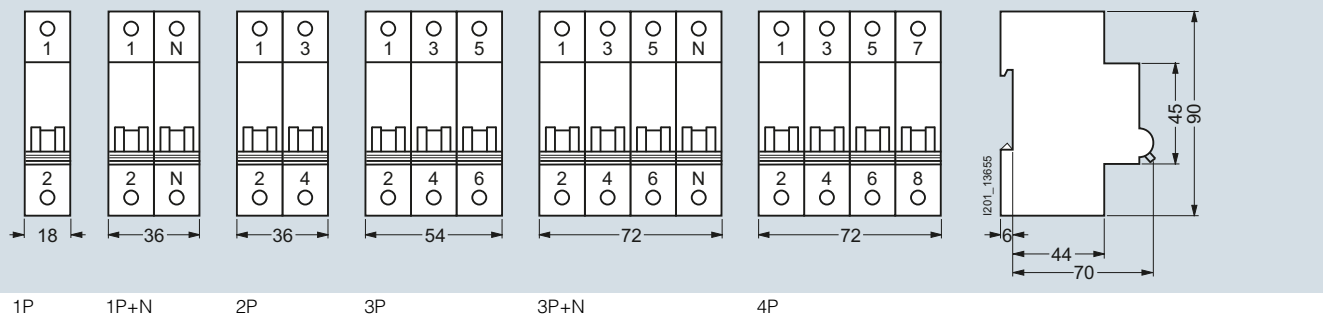 1 1 N 1 3 1 3 5 1 3 5 N 1 3 5 7
2 2 N 2 4 2 4 6 2 4 6 N 2 4 6 8
18 36 36 54 72 72
6
44
70
45
90
I201_13655
1P 1P+N 2P 3P 3P+N 4P